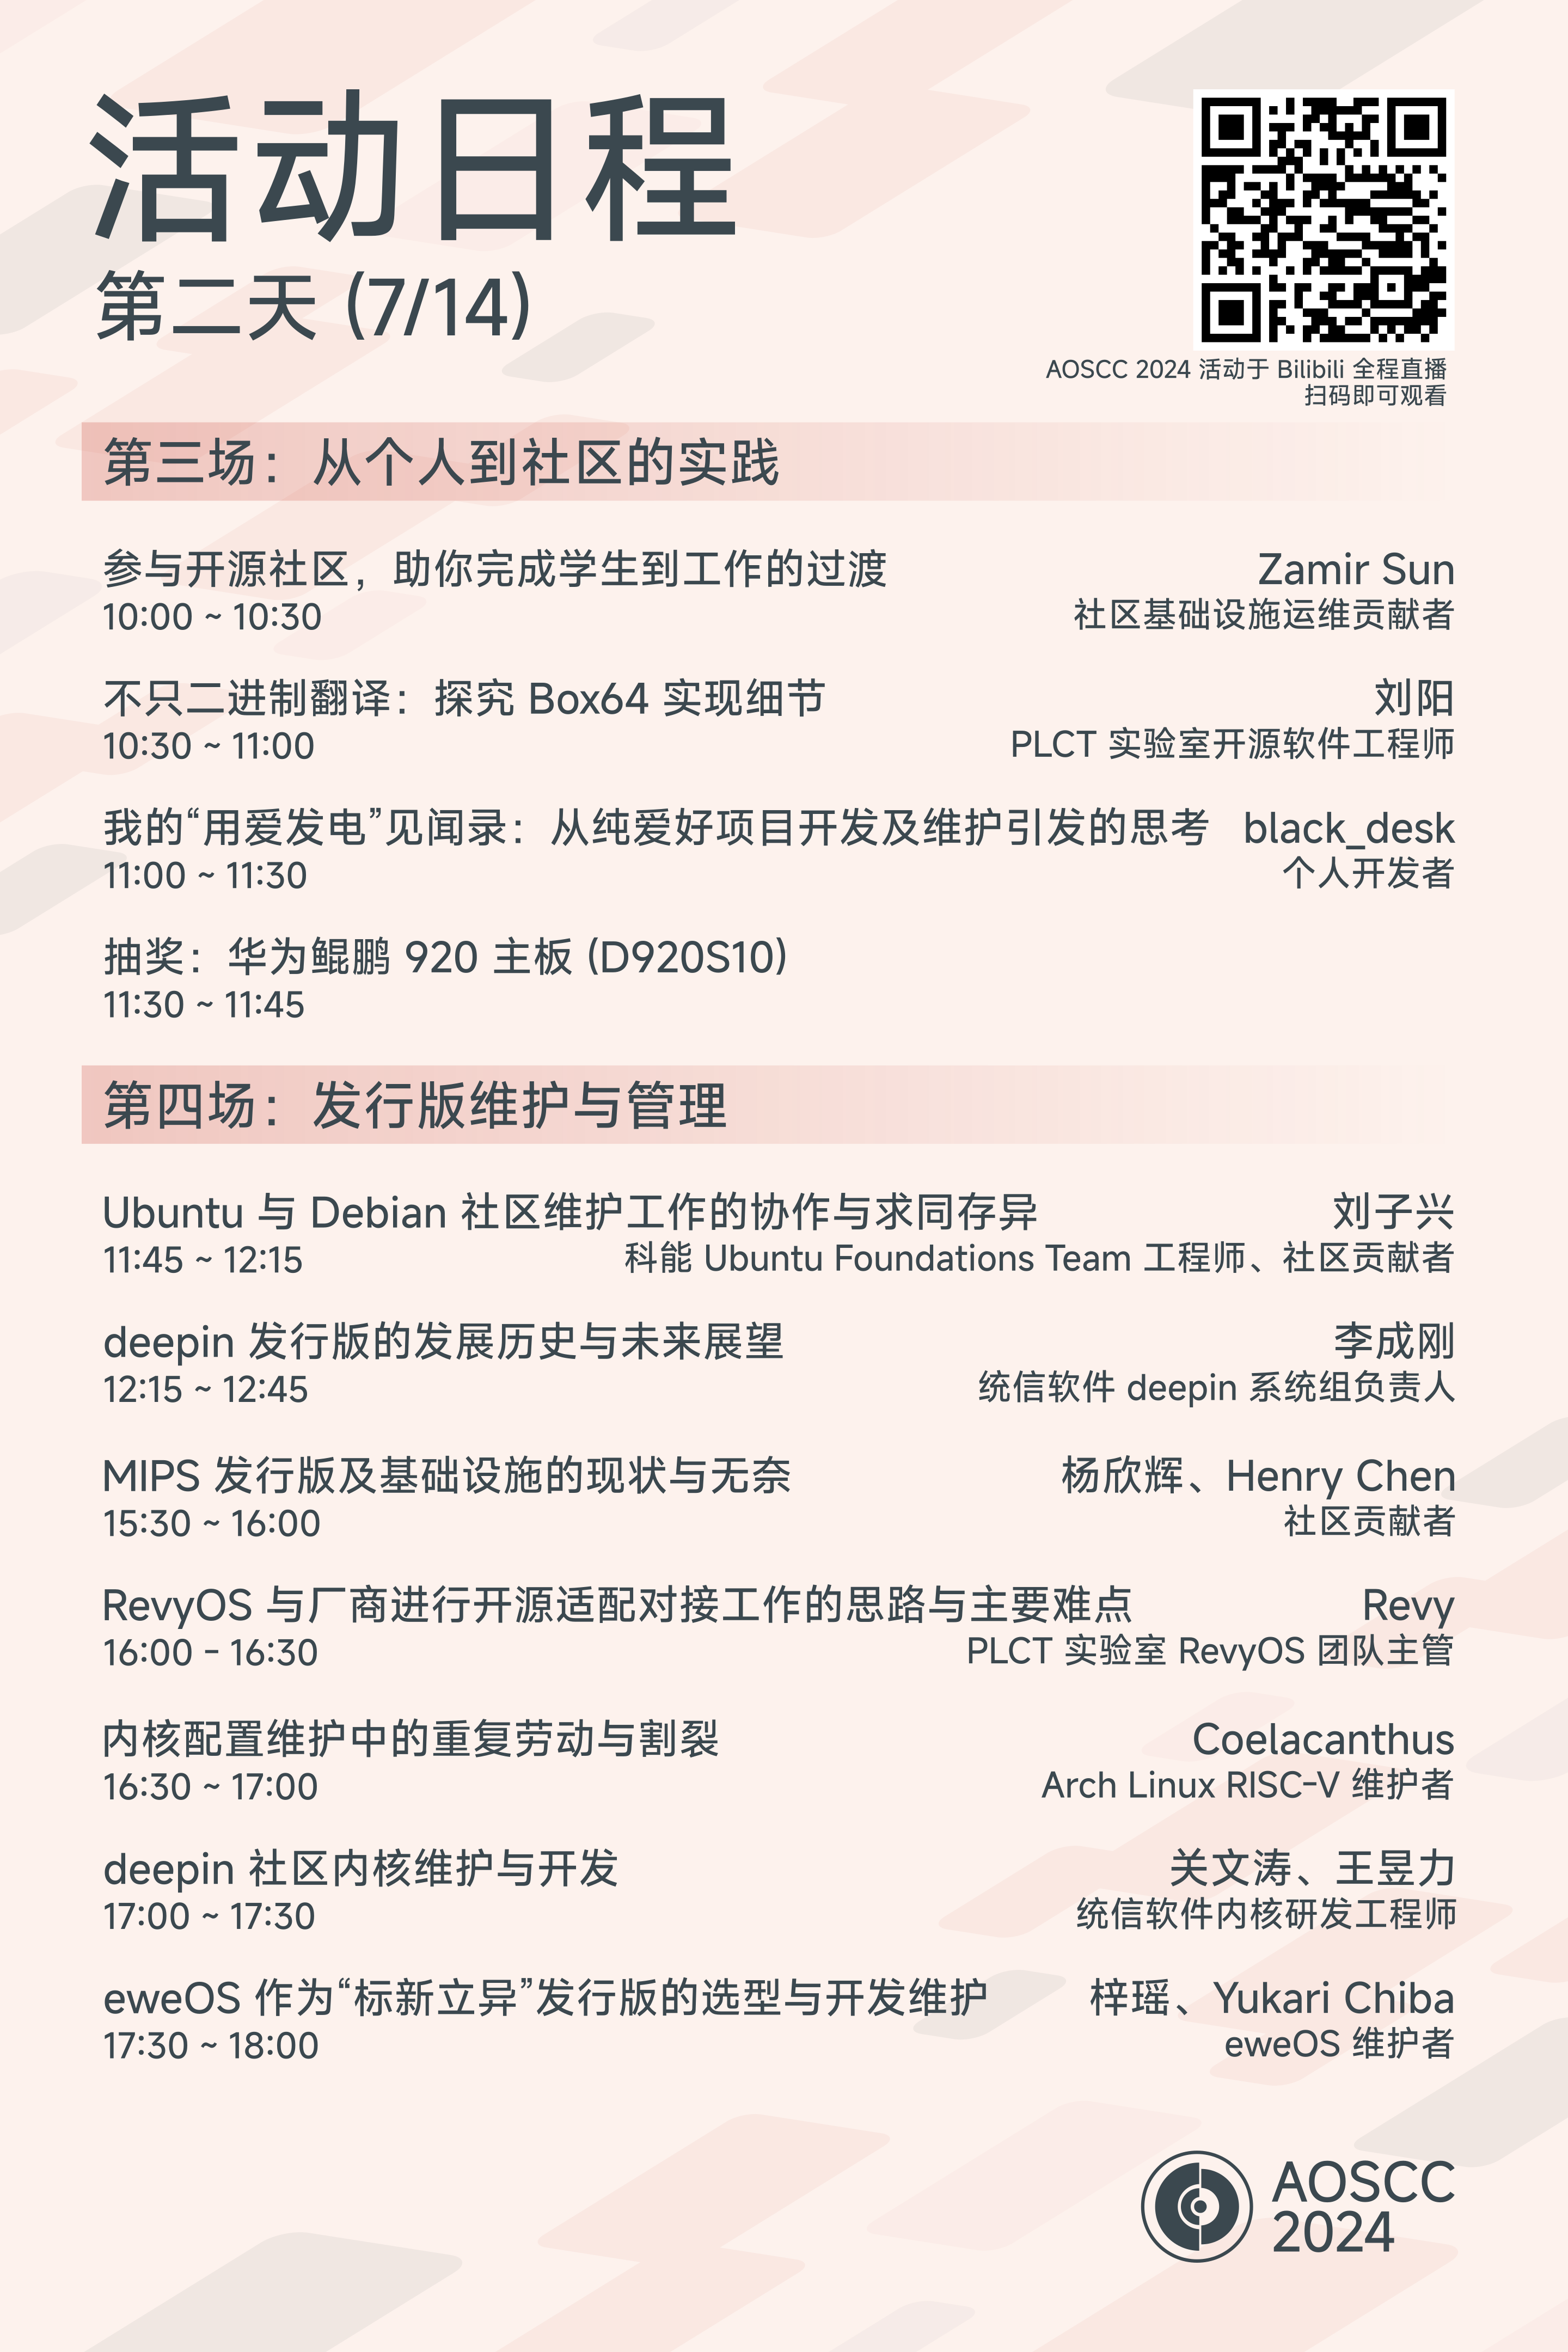 活动日程
第二天 (7/14)
AOSCC 2024 活动于 Bilibili 全程直播
扫码即可观看
第三场：从个人到社区的实践
参与开源社区，助你完成学生到工作的过渡 Zamir Sun
10:00 ~ 10:30 社区基础设施运维贡献者
不只二进制翻译：探究 Box64 实现细节 刘阳
10:30 ~ 11:00 PLCT 实验室开源软件工程师
我的“用爱发电”见闻录：从纯爱好项目开发及维护引发的思考 black_desk
11:00 ~ 11:30 个人开发者
抽奖：华为鲲鹏 920 主板 (D920S10)
11:30 ~ 11:45
第四场：发行版维护与管理
Ubuntu 与 Debian 社区维护工作的协作与求同存异 刘子兴
11:45 ~ 12:15 科能 Ubuntu Foundations Team 工程师、社区贡献者
deepin 发行版的发展历史与未来展望 李成刚
12:15 ~ 12:45 统信软件 deepin 系统组负责人
MIPS 发行版及基础设施的现状与无奈 杨欣辉、Henry Chen
15:30 ~ 16:00 社区贡献者
RevyOS 与厂商进行开源适配对接工作的思路与主要难点 Revy
16:00 - 16:30 PLCT 实验室 RevyOS 团队主管
内核配置维护中的重复劳动与割裂 Coelacanthus
16:30 ~ 17:00 Arch Linux RISC-V 维护者
deepin 社区内核维护与开发 关文涛、王昱力
17:00 ~ 17:30 统信软件内核研发工程师
eweOS 作为“标新立异”发行版的选型与开发维护 梓瑶、Yukari Chiba
17:30 ~ 18:00 eweOS 维护者
AOSCC
2024